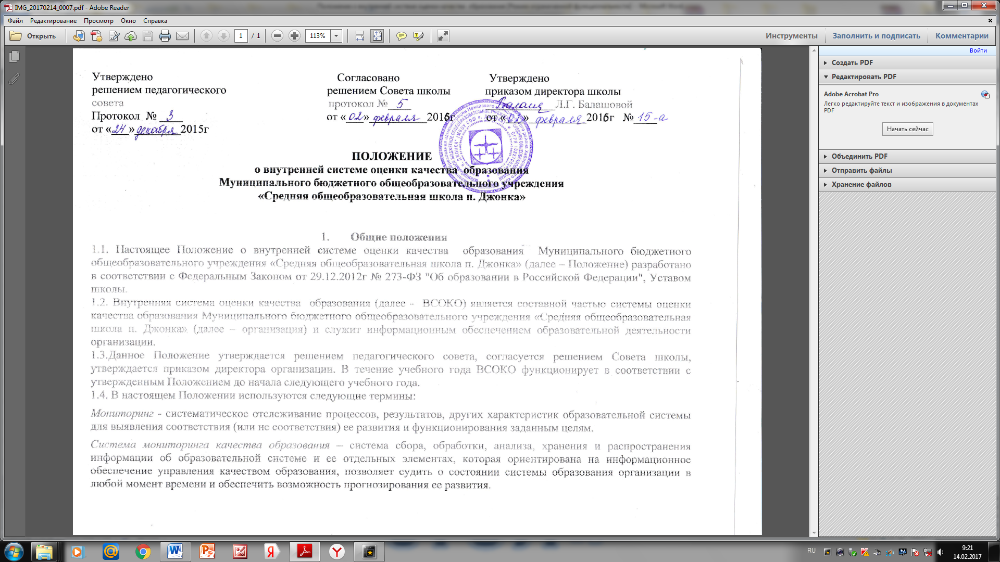 IMG_20170214_0007.pdf - Adobe Reader
Файл Редактирование Просмотр Окно Справка
Открыть 1 / 1 113% Инструменты Заполнить и подписать Комментарии
Войти
Создать PDF
Редактировать PDF
Adobe Acrobat Pro
Легко редактируйте текст и изображения в документах PDF
Начать сейчас
Объединить PDF
Отправить файлы
Хранение файлов
Утверждено
решением педагогического
совета
Протокол № 3
от «24» декабря 2015г
Согласовано
решением Совета школы
протокол № 5
от «02» февраля 2016г
Утверждено
приказом директора школы
Л.Г. Балашовой
от «02» февраля 2016г № 15-а
ПОЛОЖЕНИЕ
о внутренней системе оценки качества образования
Муниципального бюджетного общеобразовательного учреждения
«Средняя общеобразовательная школа п. Джонка»
1. Общие положения
1.1. Настоящее Положение о внутренней системе оценки качества образования Муниципального бюджетного
общеобразовательного учреждения «Средняя общеобразовательная школа п. Джонка» (далее – Положение) разработано
в соответствии с Федеральным Законом от 29.12.2012г № 273-ФЗ "Об образовании в Российской Федерации", Уставом
школы.
1.2. Внутренняя система оценки качества образования (далее - ВСОКО) является составной частью системы оценки
качества образования Муниципального бюджетного общеобразовательного учреждения «Средняя общеобразовательная
школа п. Джонка» (далее – организация) и служит информационным обеспечением образовательной деятельности
организации.
1.3.Данное Положение утверждается решением педагогического совета, согласуется решением Совета школы,
утверждается приказом директора организации. В течение учебного года ВСОКО функционирует в соответствии с
утвержденным Положением до начала следующего учебного года.
1.4. В настоящем Положении используются следующие термины:
Мониторинг - систематическое отслеживание процессов, результатов, других характеристик образовательной системы
для выявления соответствия (или не соответствия) ее развития и функционирования заданным целям.
Система мониторинга качества образования – система сбора, обработки, анализа, хранения и распространения
информации об образовательной системе и ее отдельных элементах, которая ориентирована на информационное
обеспечение управления качеством образования, позволяет судить о состоянии системы образования организации в
любой момент времени и обеспечить возможность прогнозирования ее развития.
RU
9:21
14.02.2017